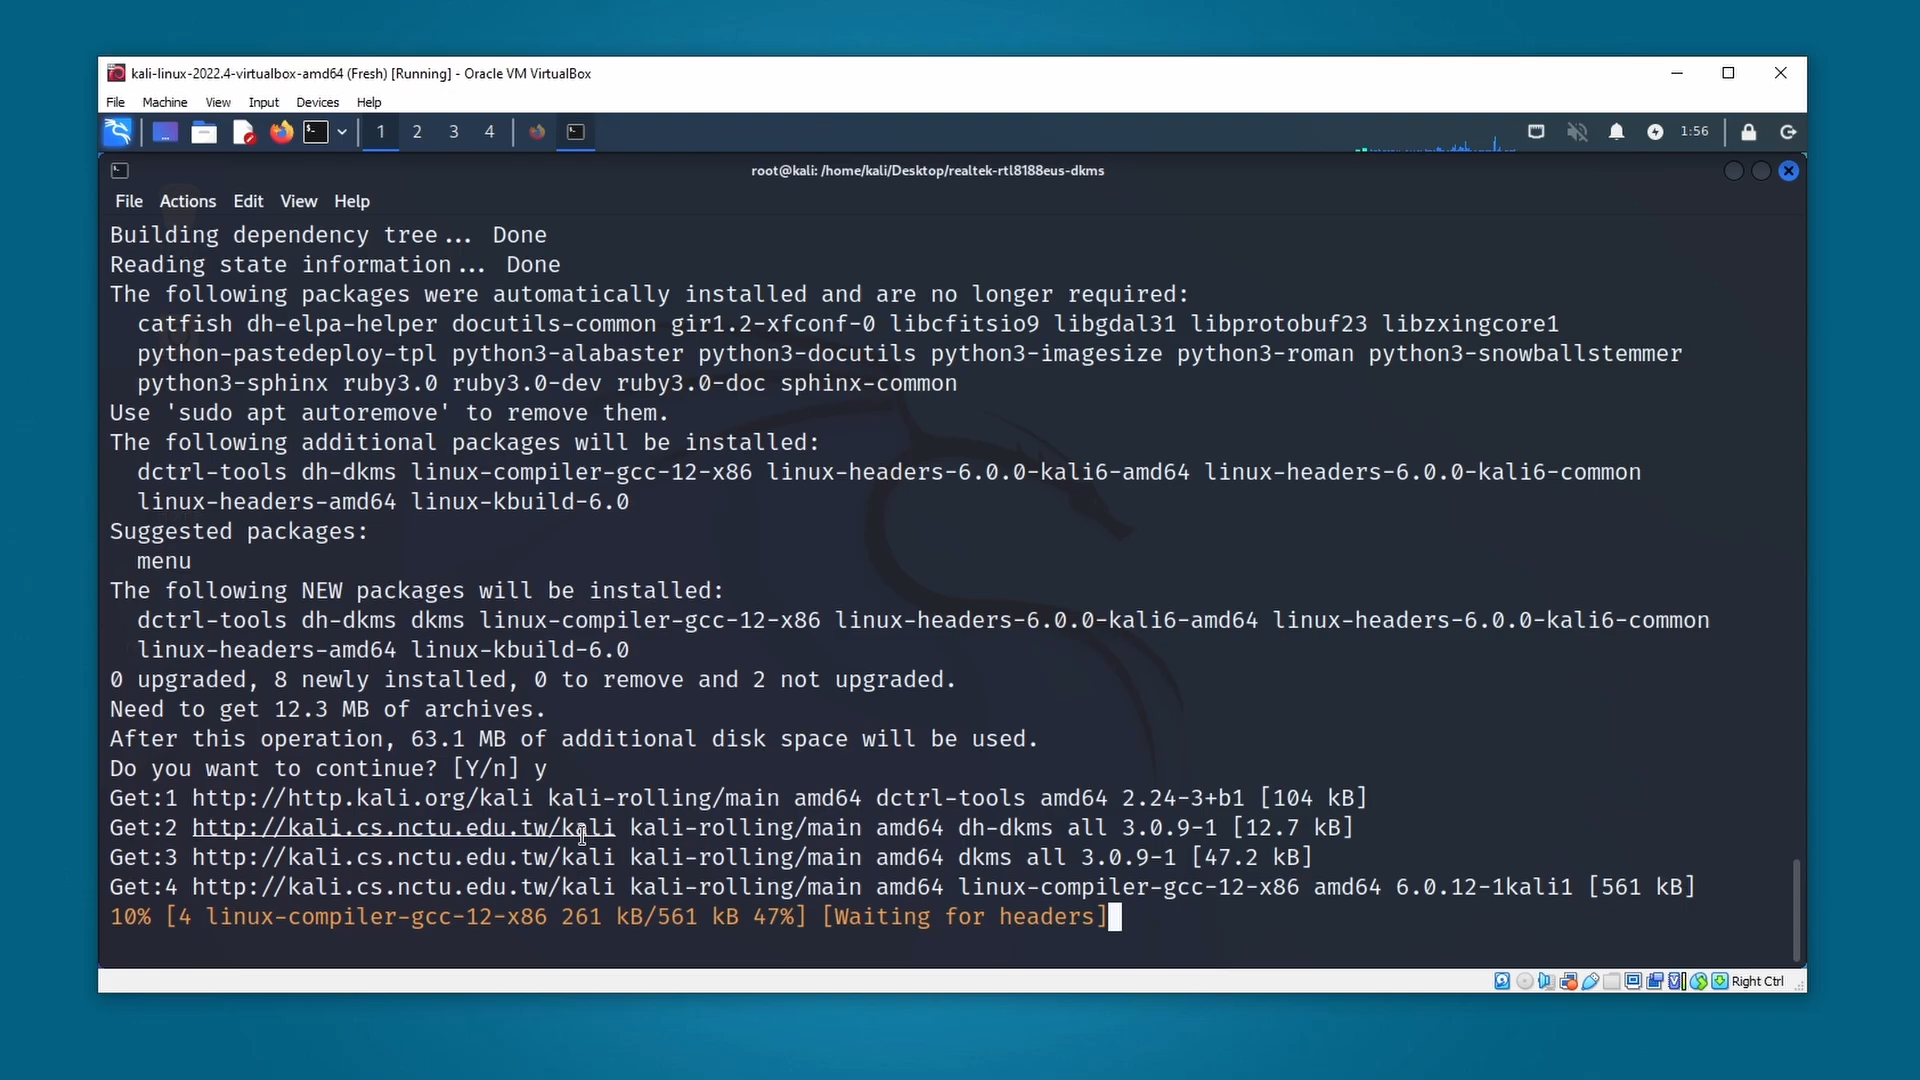 kali-linux-2022.4-virtualbox-amd64 (Fresh) [Running] - Oracle VM VirtualBox
File Machine View Input Devices Help
1 2 3 4 1:56
root@kali: /home/kali/Desktop/realtek-rtl8188eus-dkms
File Actions Edit View Help
Building dependency tree... Done
Reading state information... Done
The following packages were automatically installed and are no longer required:
catfish dh-elpa-helper docutils-common gir1.2-xfconf-0 libcfitsio9 libgdal31 libprotobuf23 libzxingcore1
python-pastedeploy-tpl python3-alabaster python3-docutils python3-imagesize python3-roman python3-snowballstemmer
python3-sphinx ruby3.0 ruby3.0-dev ruby3.0-doc sphinx-common
Use 'sudo apt autoremove' to remove them.
The following additional packages will be installed:
dctrl-tools dh-dkms linux-compiler-gcc-12-x86 linux-headers-6.0.0-kali6-amd64 linux-headers-6.0.0-kali6-common
linux-headers-amd64 linux-kbuild-6.0
Suggested packages:
menu
The following NEW packages will be installed:
dctrl-tools dh-dkms dkms linux-compiler-gcc-12-x86 linux-headers-6.0.0-kali6-amd64 linux-headers-6.0.0-kali6-common
linux-headers-amd64 linux-kbuild-6.0
0 upgraded, 8 newly installed, 0 to remove and 2 not upgraded.
Need to get 12.3 MB of archives.
After this operation, 63.1 MB of additional disk space will be used.
Do you want to continue? [Y/n] y
Get:1 http://http.kali.org/kali kali-rolling/main amd64 dctrl-tools amd64 2.24-3+b1 [104 kB]
Get:2 http://kali.cs.nctu.edu.tw/kali kali-rolling/main amd64 dh-dkms all 3.0.9-1 [12.7 kB]
Get:3 http://kali.cs.nctu.edu.tw/kali kali-rolling/main amd64 dkms all 3.0.9-1 [47.2 kB]
Get:4 http://kali.cs.nctu.edu.tw/kali kali-rolling/main amd64 linux-compiler-gcc-12-x86 amd64 6.0.12-1kali1 [561 kB]
10% [4 linux-compiler-gcc-12-x86 261 kB/561 kB 47%] [Waiting for headers]
Right Ctrl